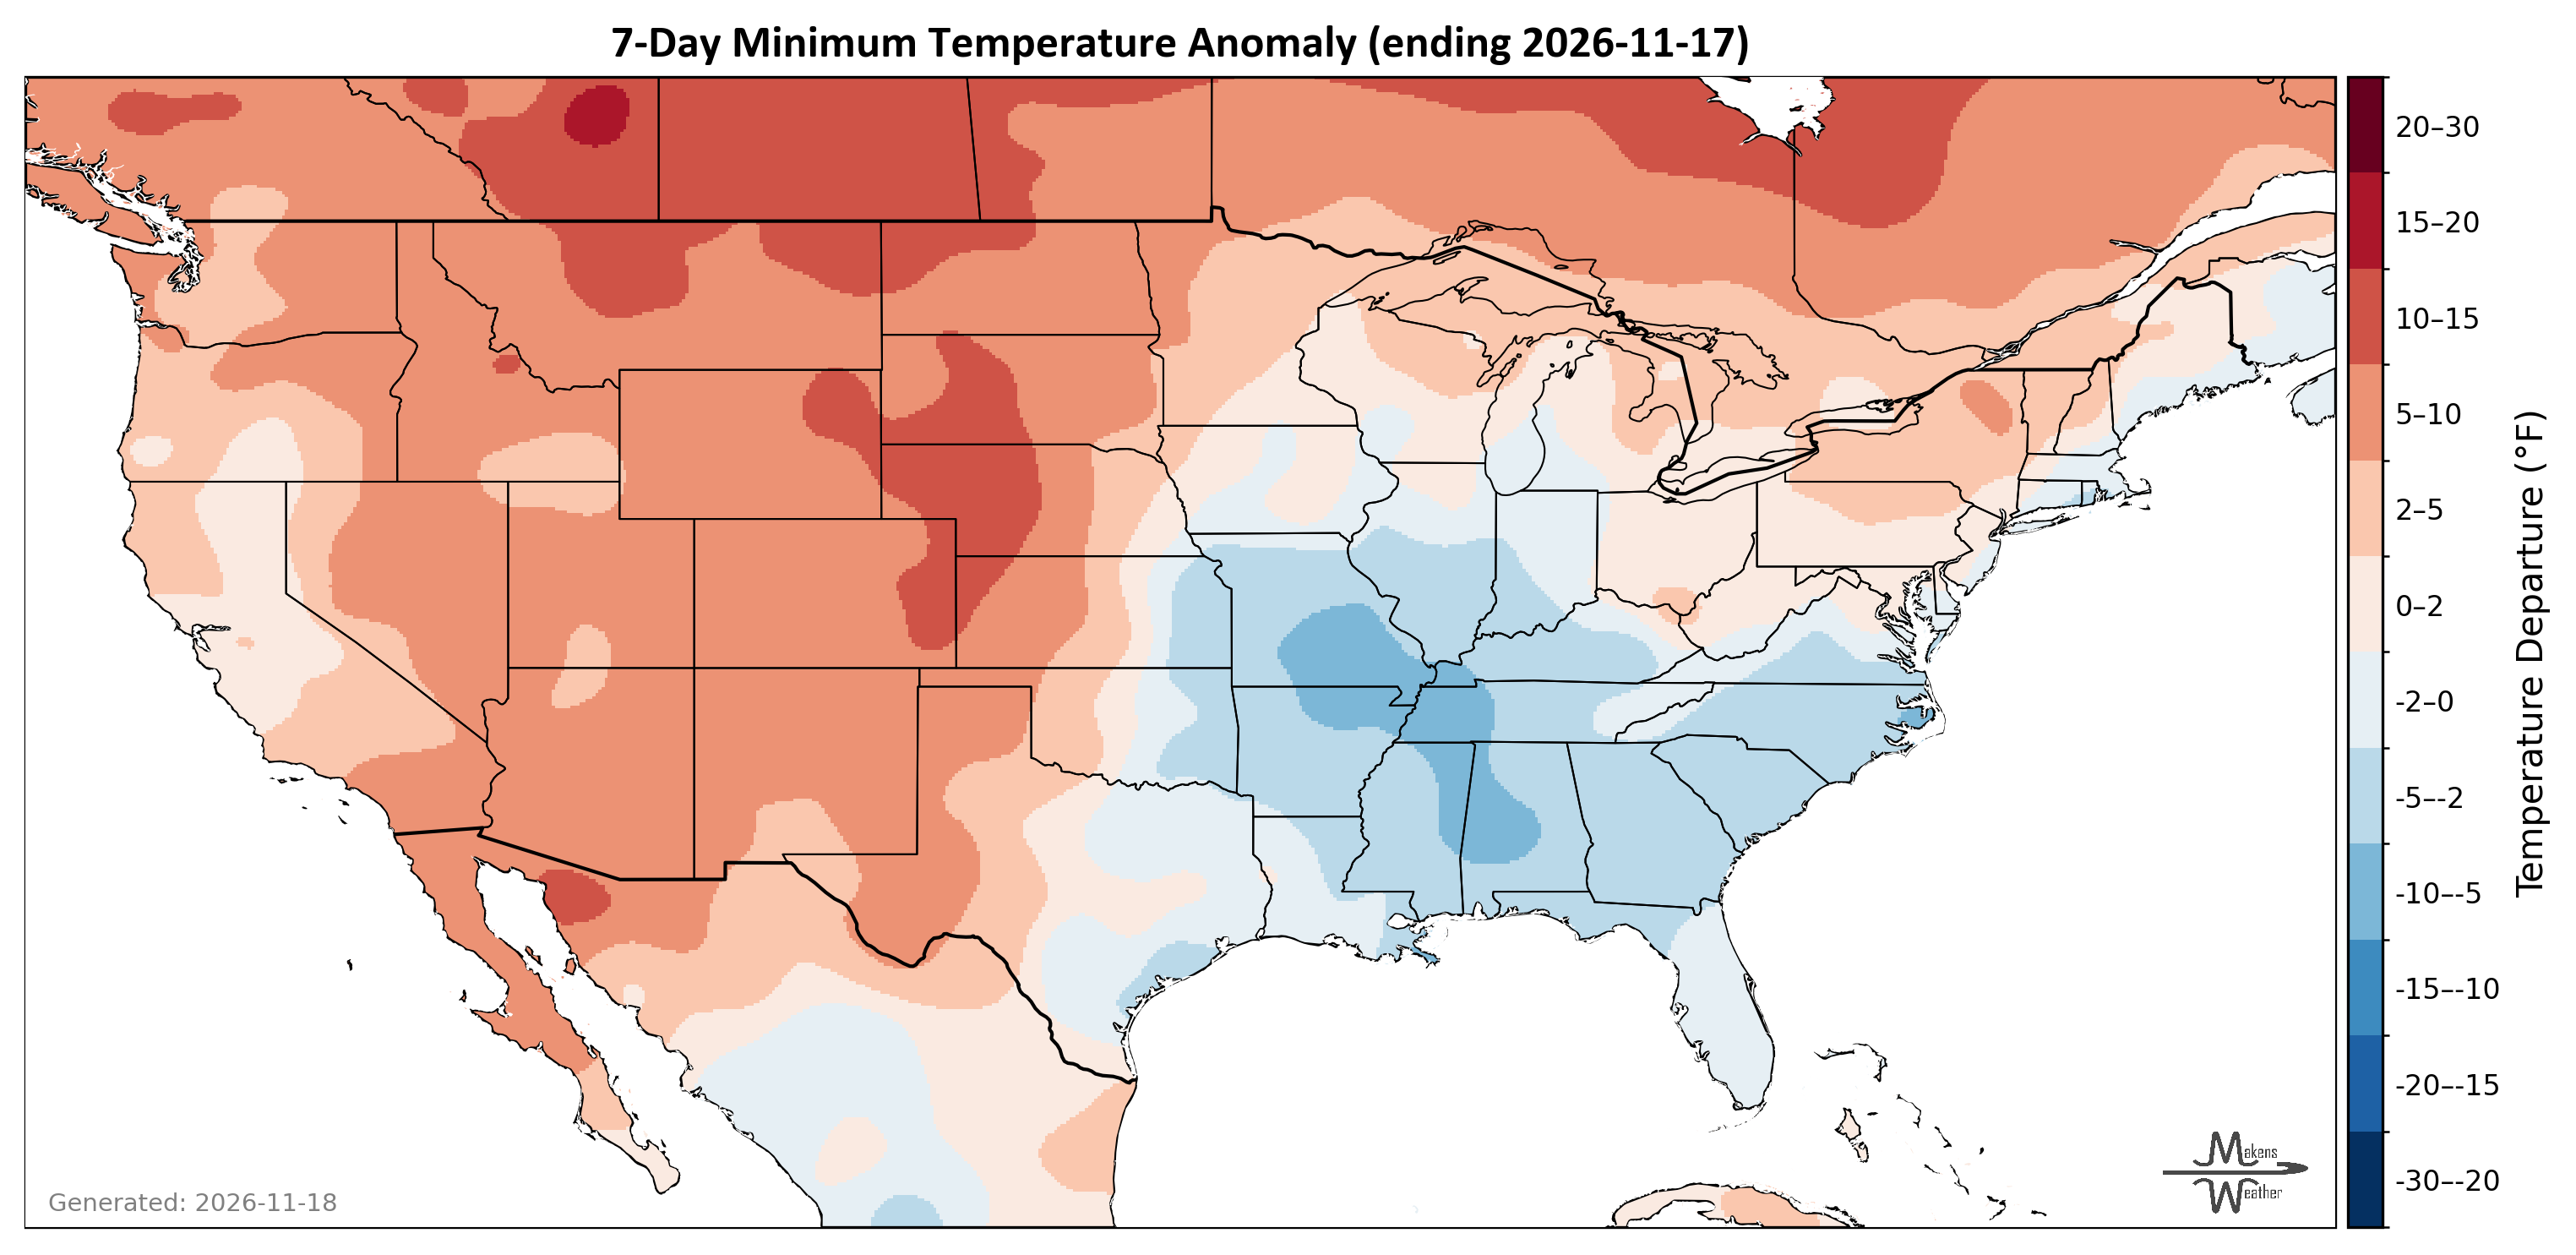 7-Day Minimum Temperature Anomaly (ending 2026-11-17)
20–30
15–20
10–15
5–10
2–5
0–2
-2–0
-5–-2
-10–-5
-15–-10
-20–-15
-30–-20
Temperature Departure (°F)
Generated: 2026-11-18
Makens
Weather